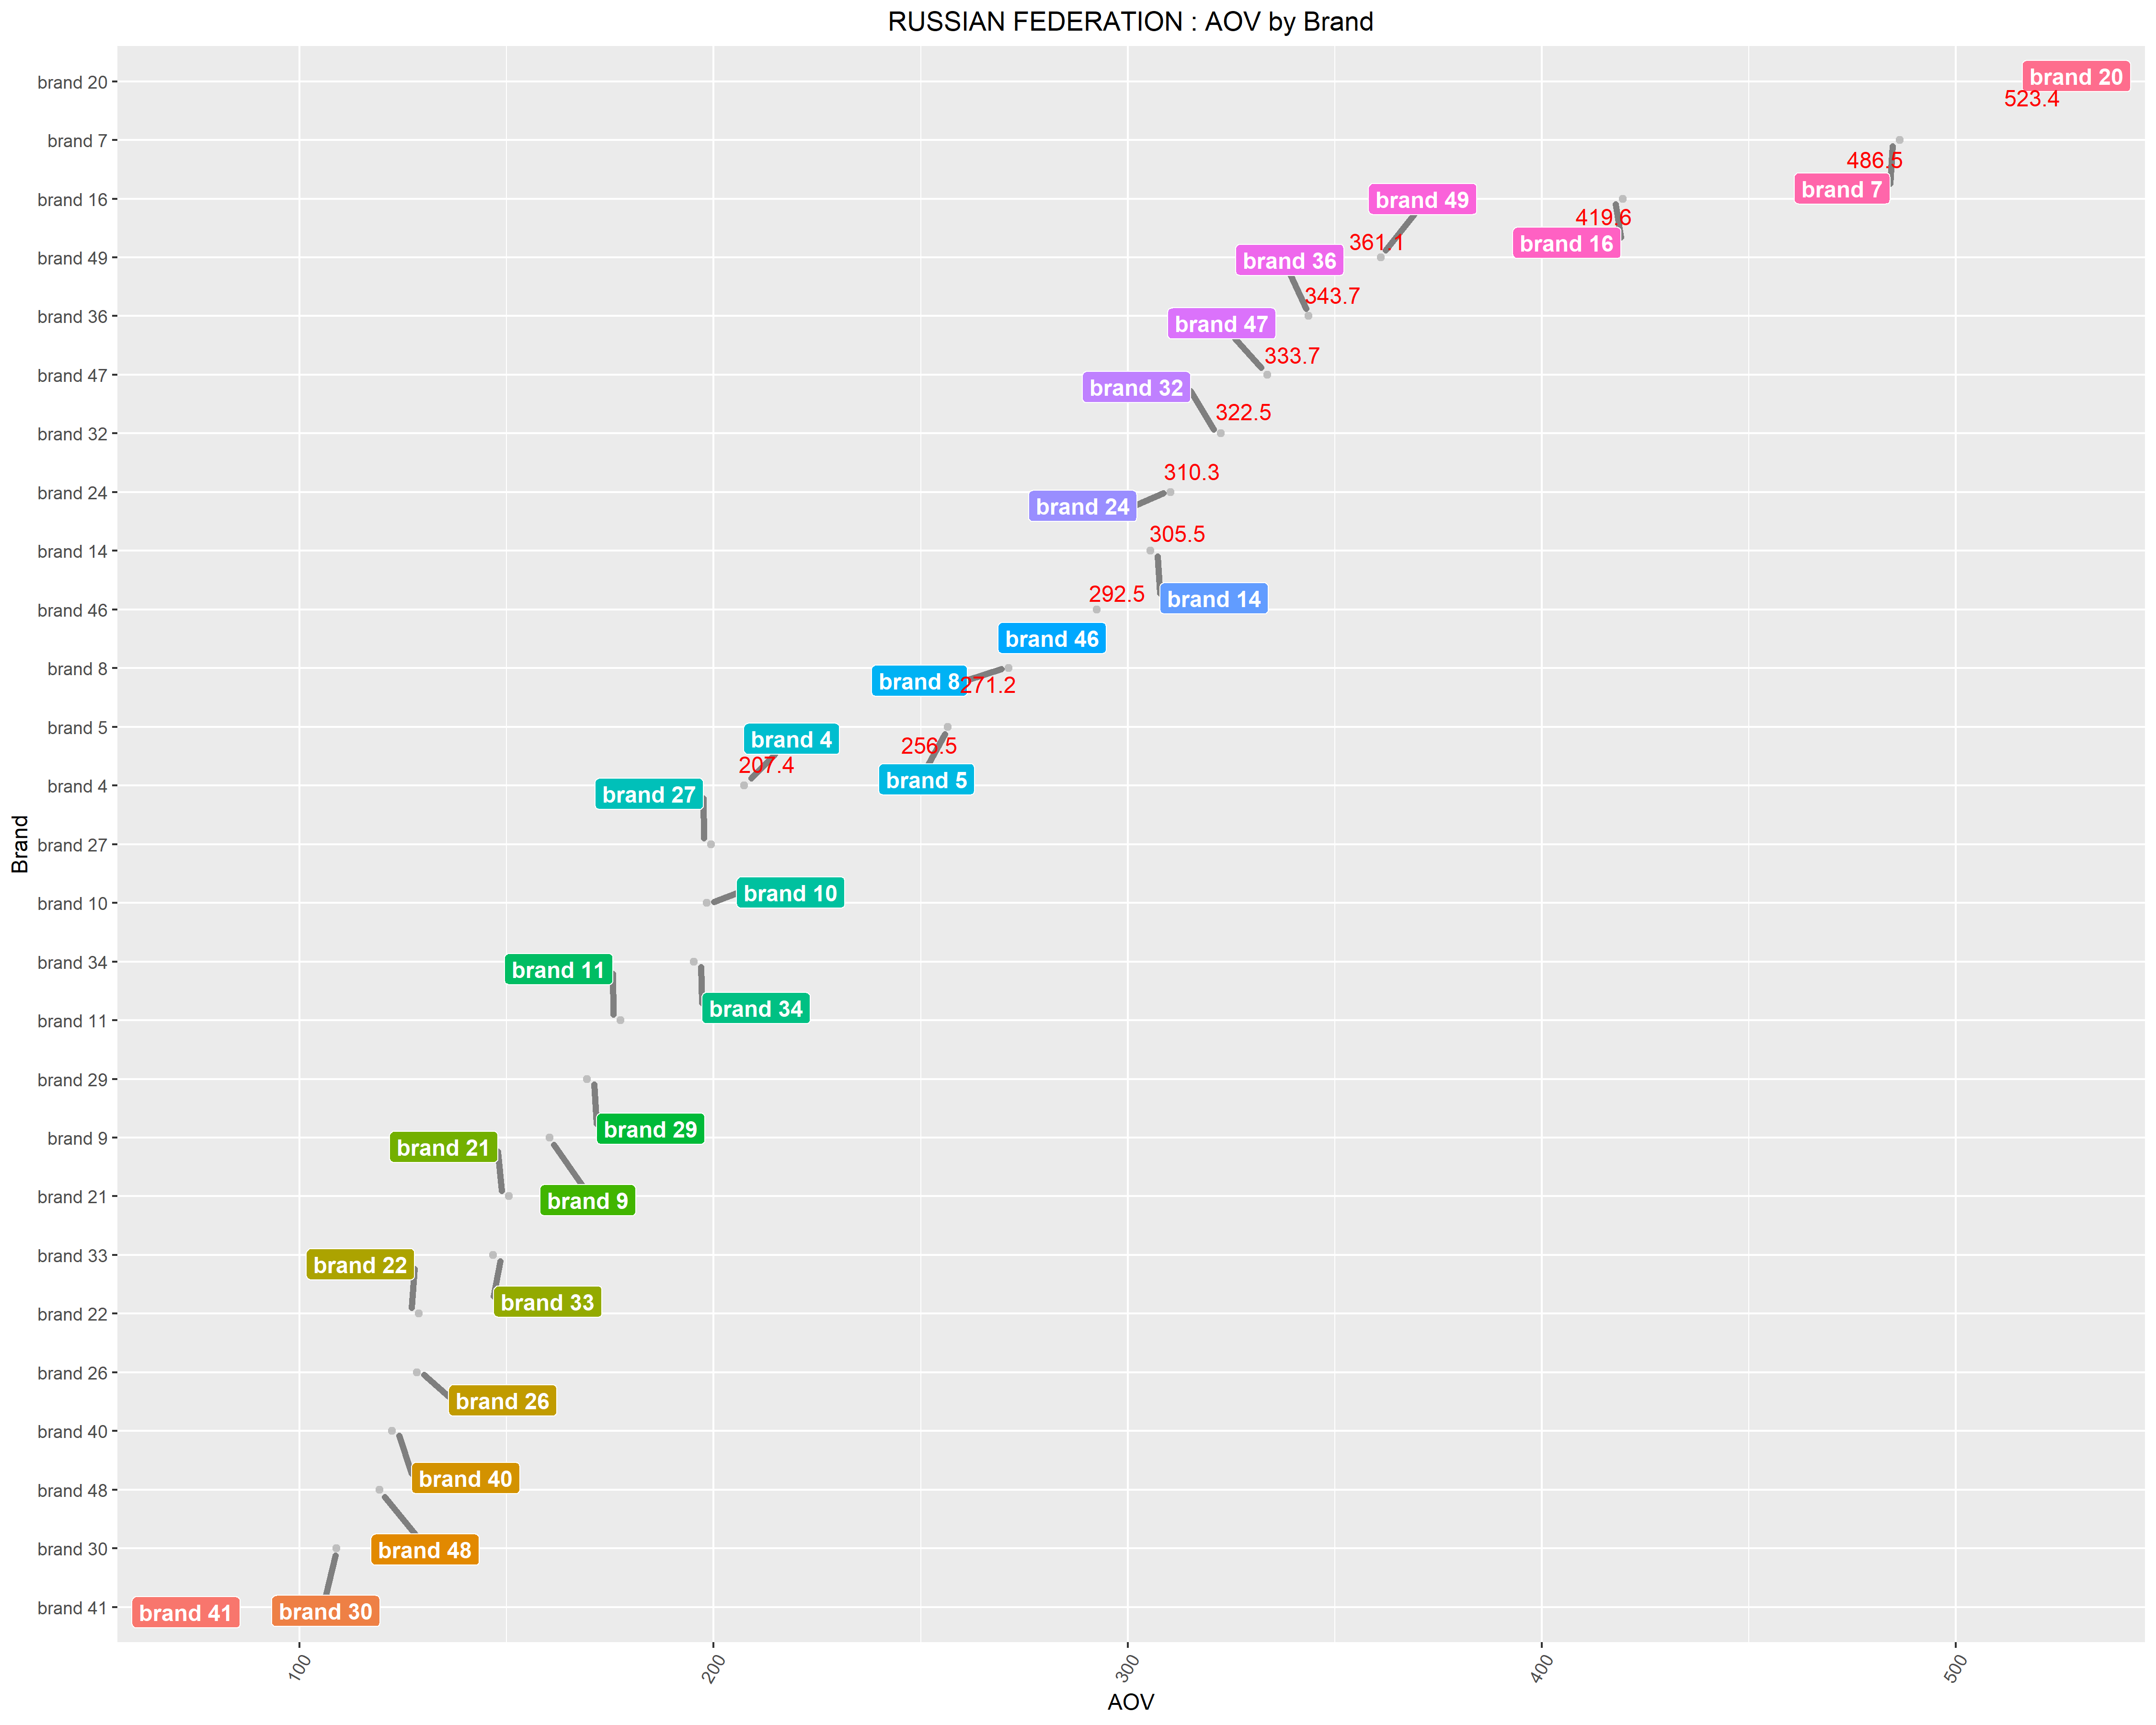 RUSSIAN FEDERATION : AOV by Brand
brand 20
brand 7
brand 16
brand 49
brand 36
brand 47
brand 32
brand 24
brand 14
brand 46
brand 8
brand 5
brand 4
brand 27
brand 10
brand 34
brand 11
brand 29
brand 9
brand 21
brand 33
brand 22
brand 26
brand 40
brand 48
brand 30
brand 41
Brand
brand 20
523.4
486.5
brand 7
brand 49
419.6
brand 16
361.1
brand 36
343.7
brand 47
333.7
brand 32
322.5
310.3
brand 24
305.5
292.5
brand 14
brand 46
brand 8
271.2
brand 4
256.5
207.4
brand 5
brand 27
brand 10
brand 11
brand 34
brand 29
brand 21
brand 9
brand 22
brand 33
brand 26
brand 40
brand 48
brand 41
brand 30
100
200
300
400
500
AOV